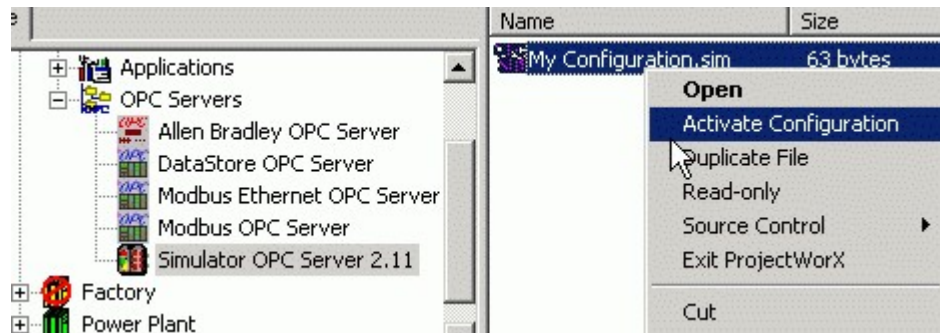 Name
Size
Applications
OPC Servers
Allen Bradley OPC Server
DataStore OPC Server
Modbus Ethernet OPC Server
Modbus OPC Server
Simulator OPC Server 2.11
Factory
Power Plant
My Configuration.sim
63 bytes
Open
Activate Configuration
Duplicate File
Read-only
Source Control
Exit ProjectWorX
Cut